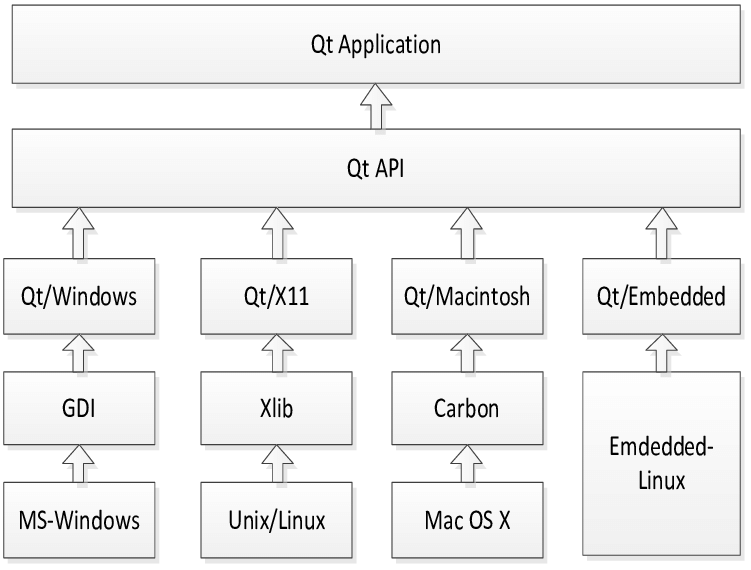 Qt Application
Qt API
Qt/Windows
Qt/X11
Qt/Macintosh
Qt/Embedded
GDI
Xlib
Carbon
Emdedded-
Linux
MS-Windows
Unix/Linux
Mac OS X